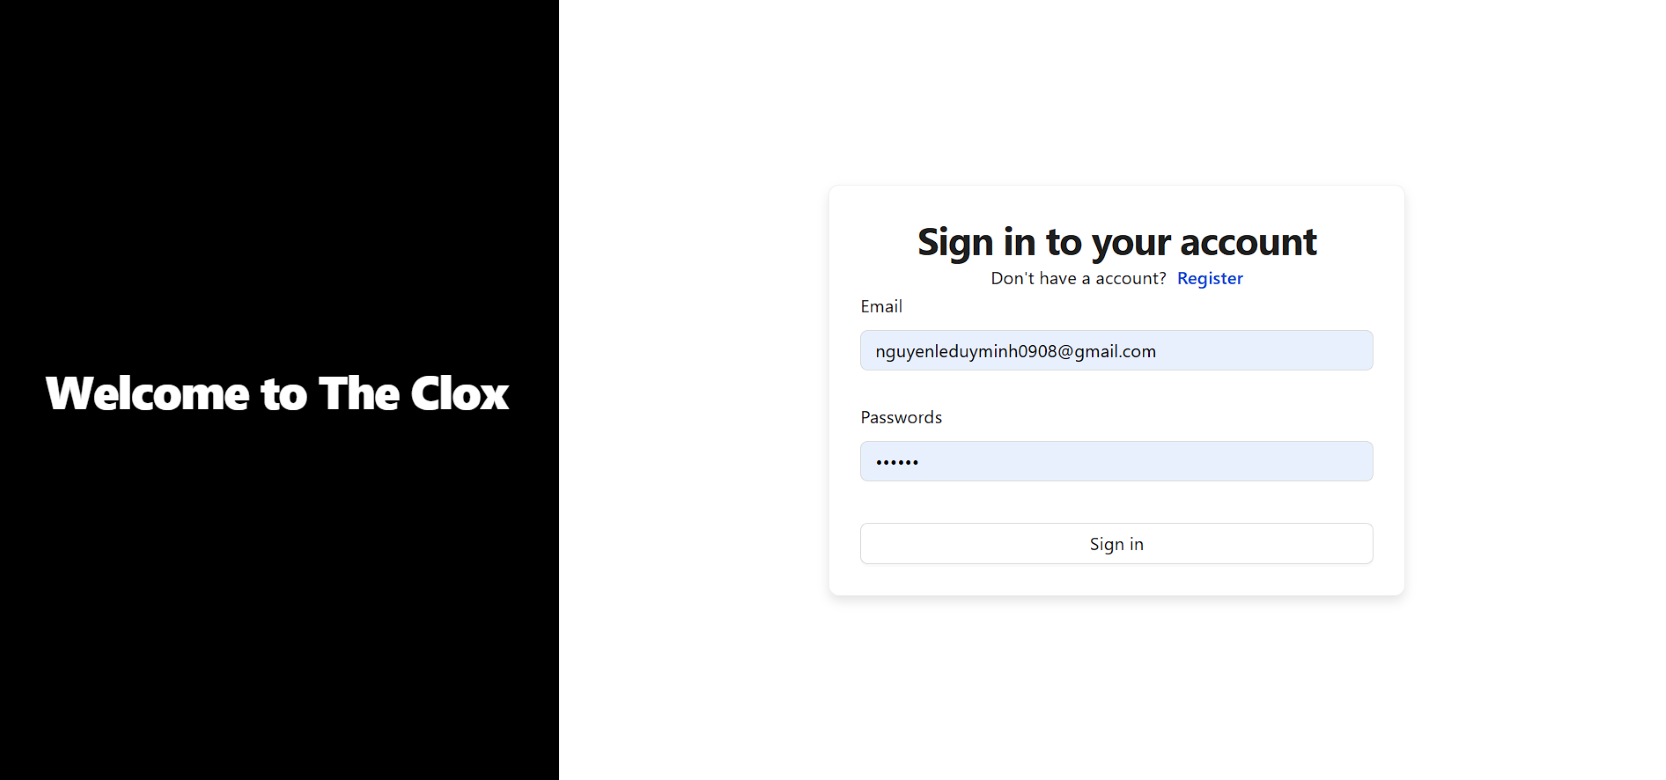 Welcome to The Clox
Sign in to your account
Don't have a account? Register
Email
nguyenleduyminh0908@gmail.com
Passwords
••••••
Sign in